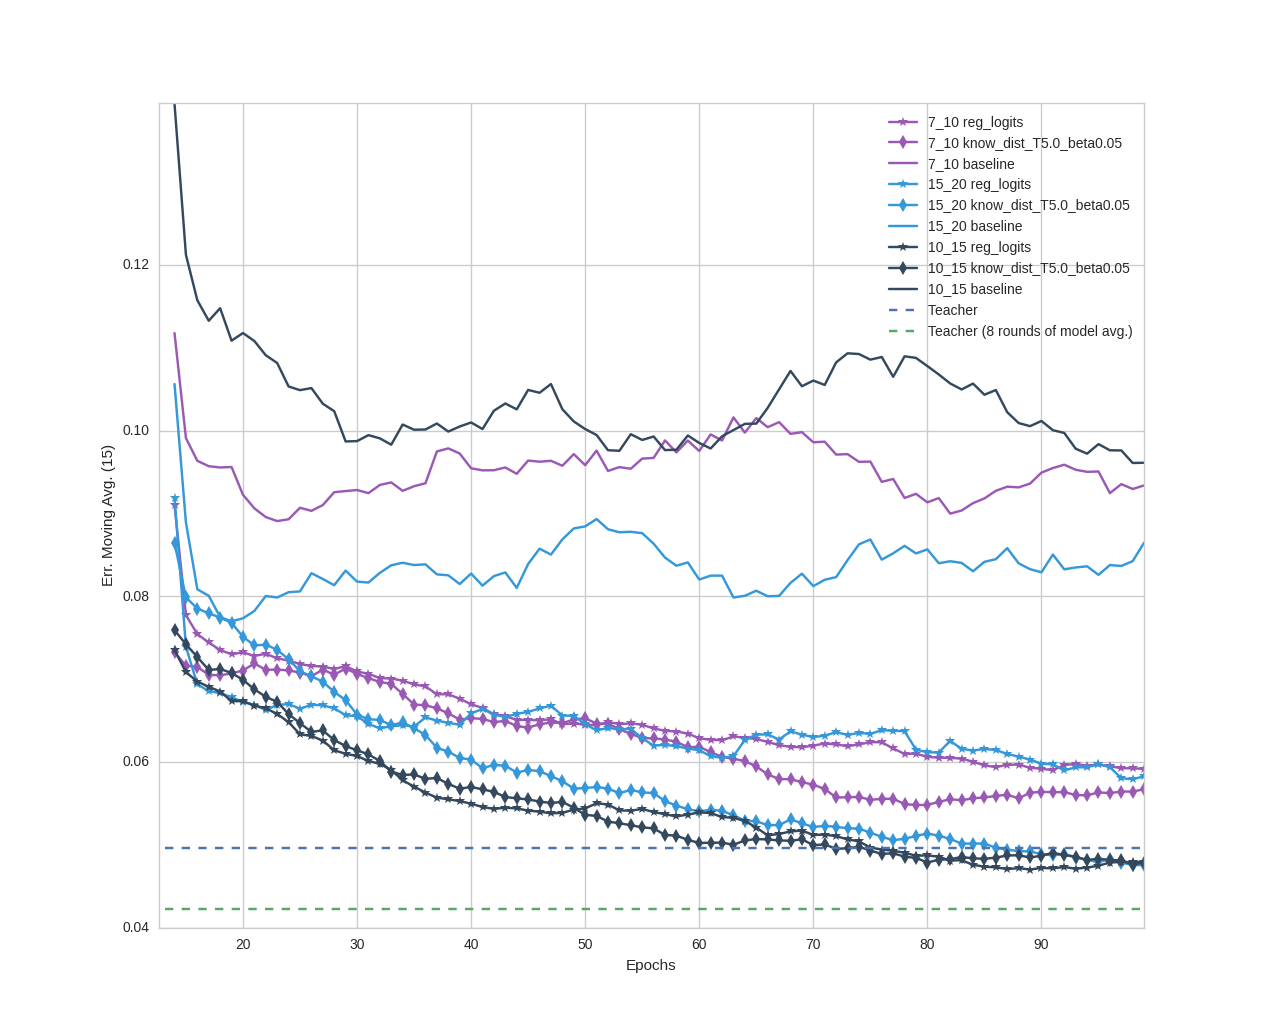 7_10 reg_logits
7_10 know_dist_T5.0_beta0.05
7_10 baseline
15_20 reg_logits
15_20 know_dist_T5.0_beta0.05
15_20 baseline
10_15 reg_logits
10_15 know_dist_T5.0_beta0.05
10_15 baseline
Teacher
Teacher (8 rounds of model avg.)
0.12
0.10
0.08
0.06
0.04
Err. Moving Avg. (15)
20 30 40 50 60 70 80 90
Epochs